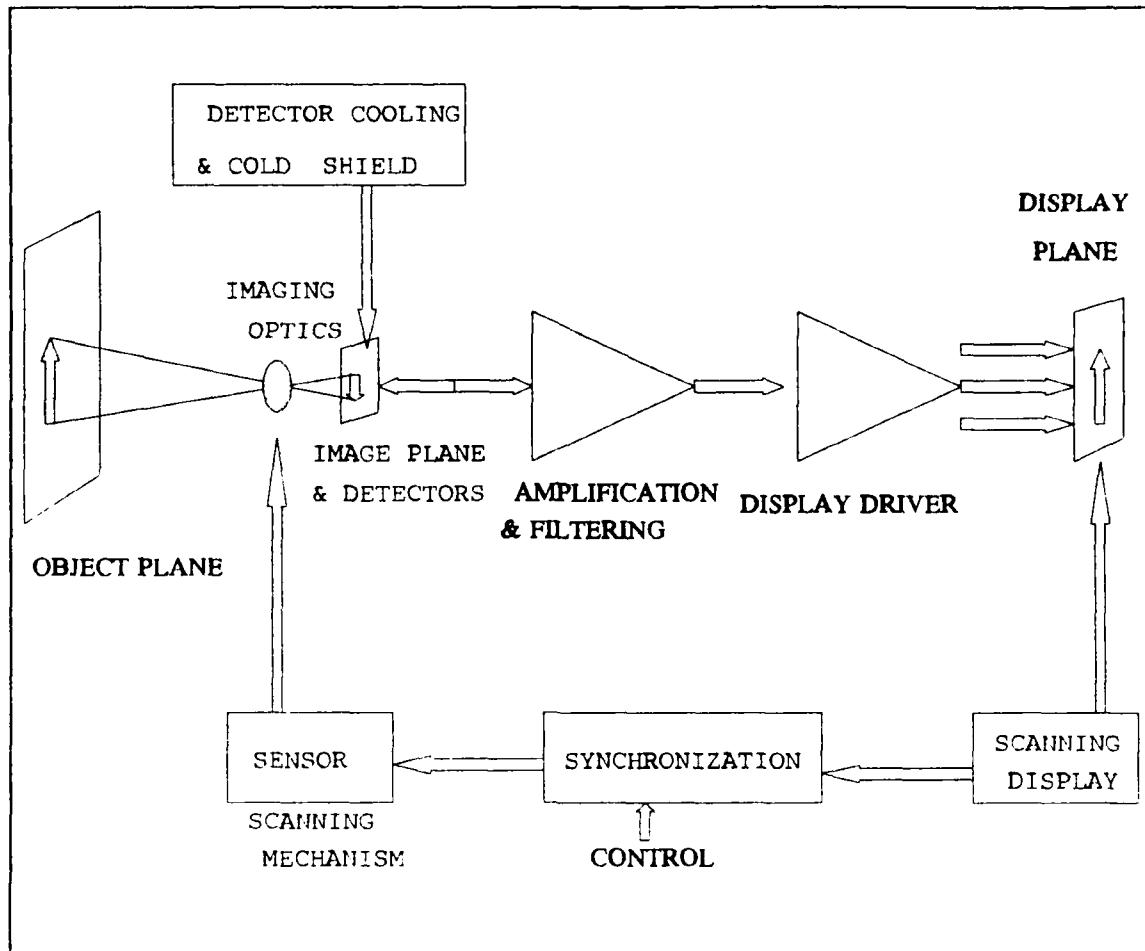 DETECTOR COOLING
& COLD SHIELD
DISPLAY
PLANE
IMAGING
OPTICS
IMAGE PLANE
& DETECTORS
AMPLIFICATION
& FILTERING
DISPLAY DRIVER
OBJECT PLANE
SENSOR
SCANNING
MECHANISM
SYNCHRONIZATION
CONTROL
SCANNING
DISPLAY